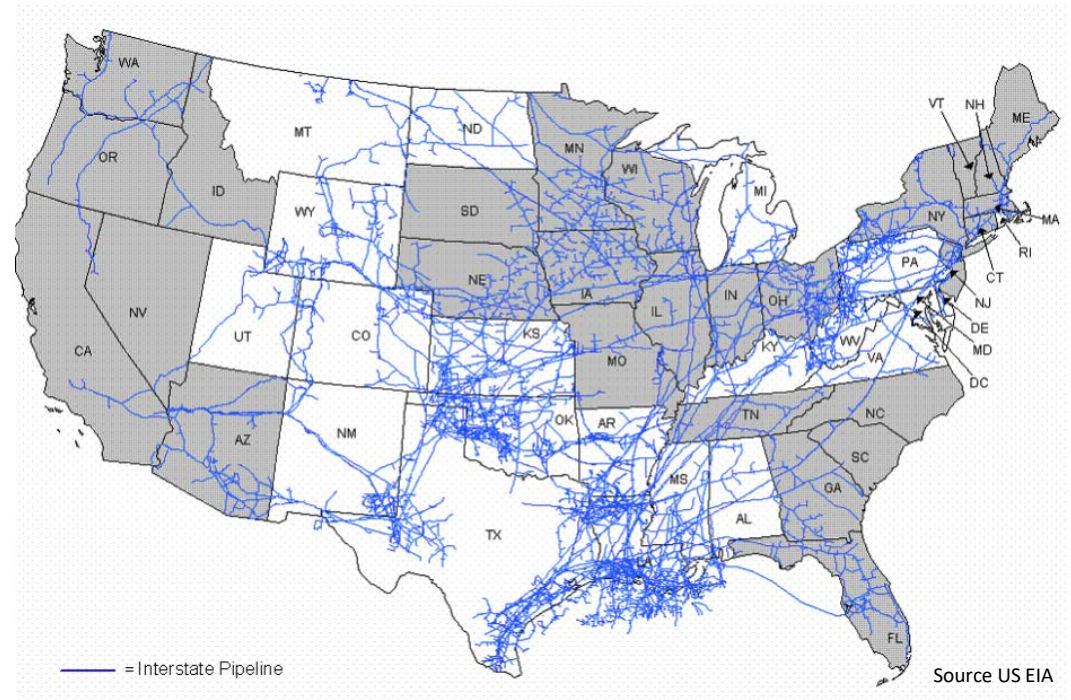 WA
MT
ND
MN
ME
VT
NH
OR
ID
WY
SD
WI
MI
NY
MA
RI
CT
NE
IA
PA
NJ
NV
UT
CO
KS
IL
IN
OH
DE
MD
DC
CA
MO
KY
WV
VA
AZ
NM
OK
AR
TN
NC
SC
TX
MS
AL
GA
LA
FL
= Interstate Pipeline
Source US EIA